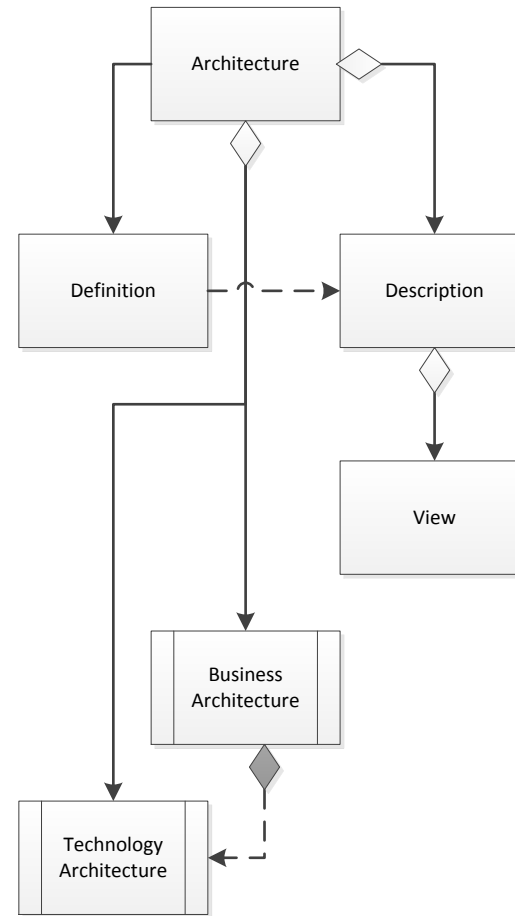 Architecture
Definition
Description
View
Business
Architecture
Technology
Architecture